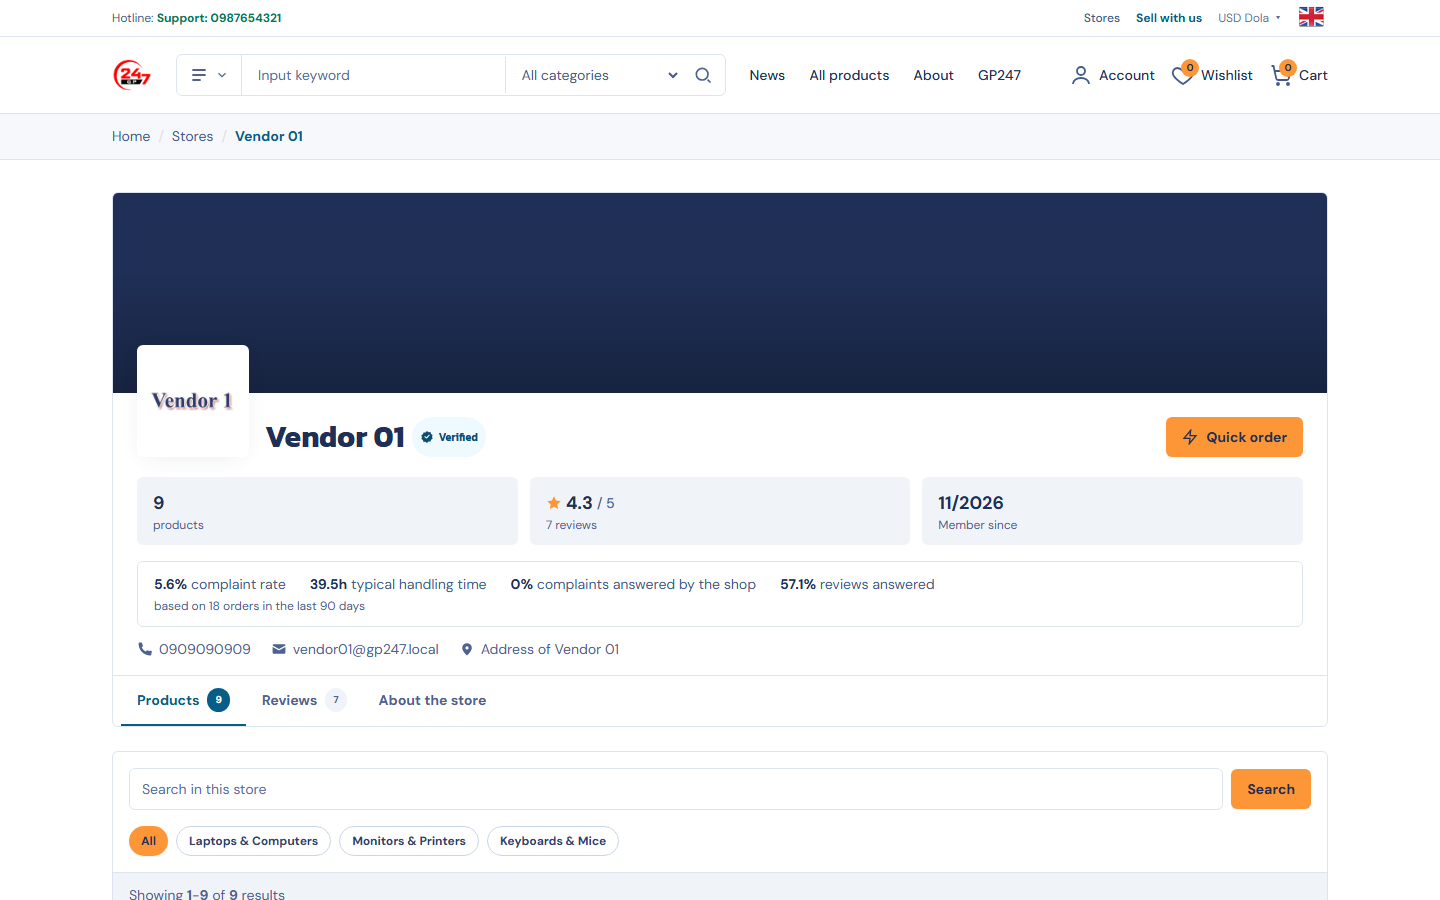 Hotline: Support: 0987654321
Stores Sell with us USD Dola
247
GP
Input keyword
All categories
News All products About GP247
0 Account 0 Wishlist Cart
Home / Stores / Vendor 01
Vendor 1
Vendor 01 Verified
Quick order
9
products
4.3 / 5
7 reviews
11/2026
Member since
5.6% complaint rate 39.5h typical handling time 0% complaints answered by the shop 57.1% reviews answered
based on 18 orders in the last 90 days
0909090909 vendor01@gp247.local Address of Vendor 01
Products 9 Reviews 7 About the store
Search in this store
Search
All Laptops & Computers Monitors & Printers Keyboards & Mice
Showing 1-9 of 9 results